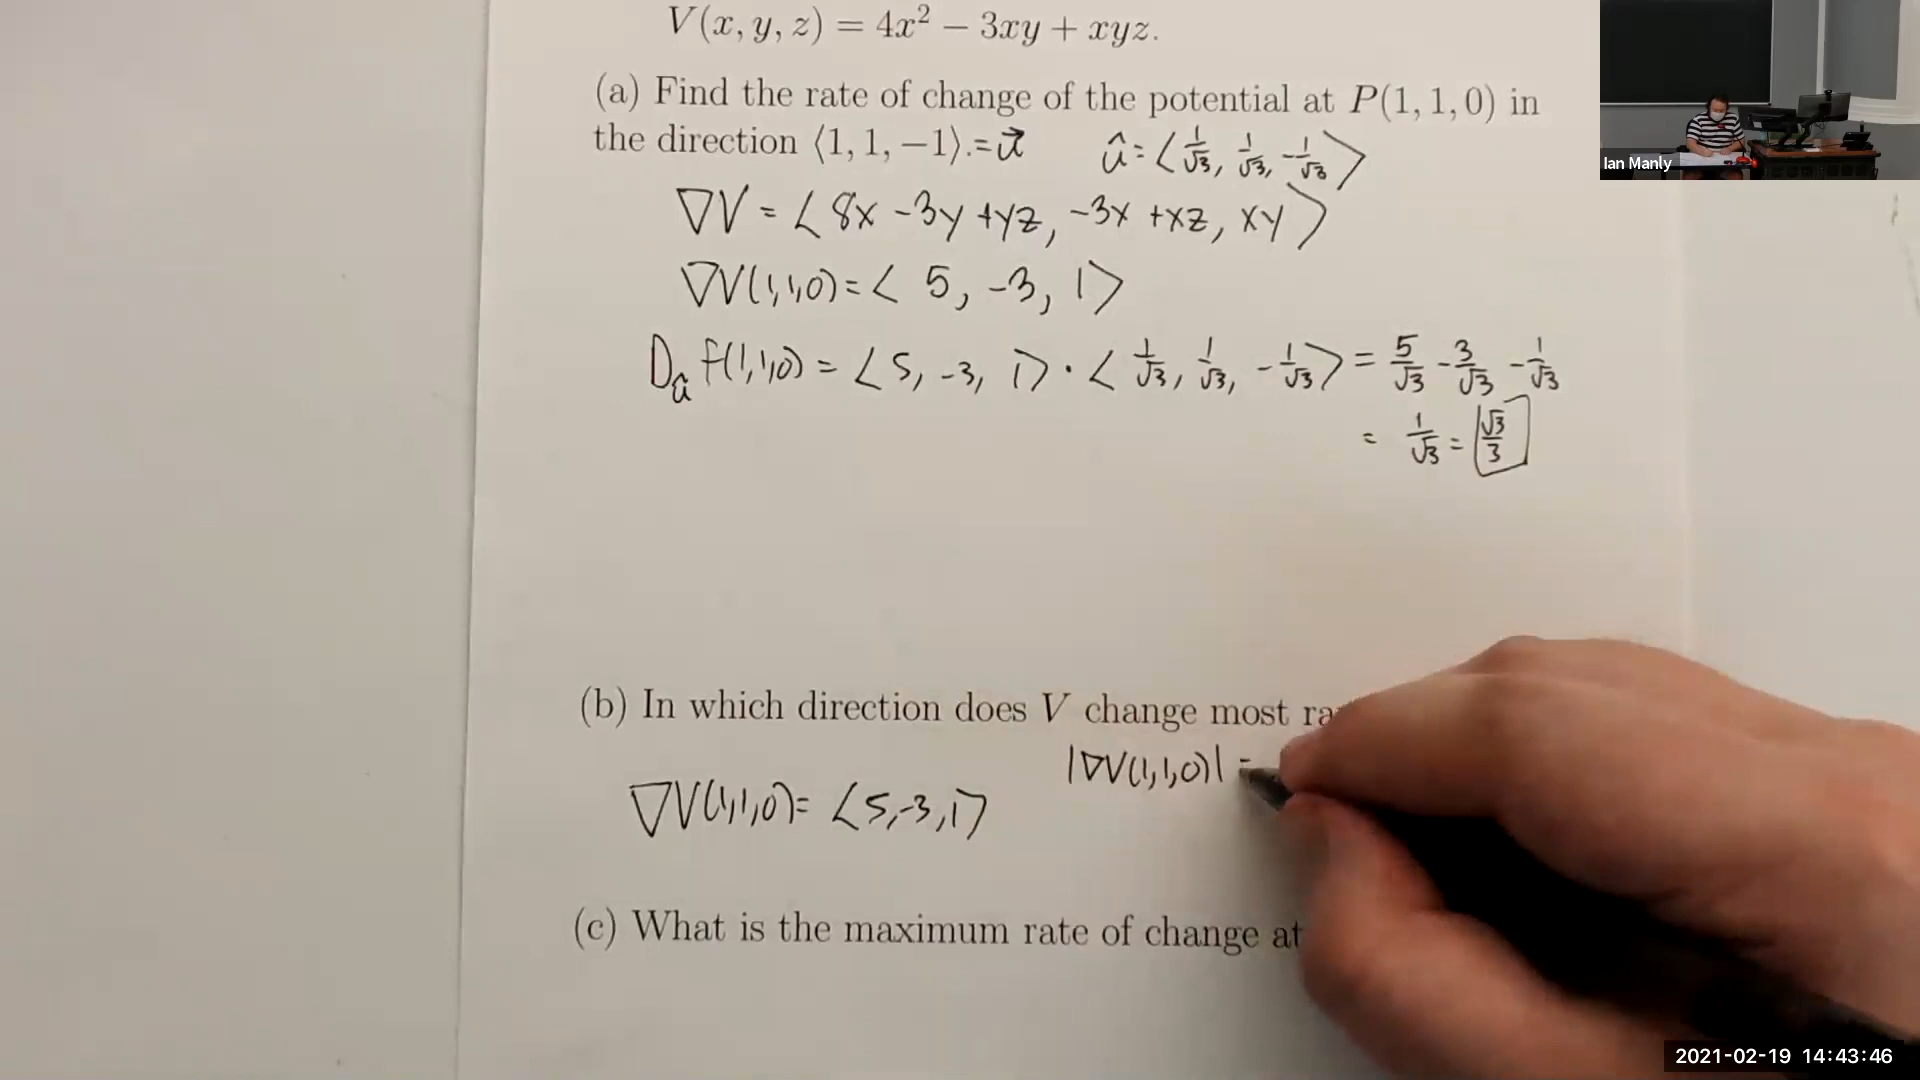 V(x, y, z) = 4x² − 3xy + xyz.
(a) Find the rate of change of the potential at P(1, 1, 0) in
the direction ⟨1, 1, −1⟩. = u⃗ û = ⟨1/√3, 1/√3, -1/√3⟩
∇V = ⟨8x - 3y + yz, -3x + xz, xy⟩
∇V(1,1,0) = ⟨5, -3, 1⟩
D_û f(1,1,0) = ⟨5, -3, 1⟩ · ⟨1/√3, 1/√3, -1/√3⟩ = 5/√3 - 3/√3 - 1/√3
= 1/√3 = √3/3
(b) In which direction does V change most
|∇V(1,1,0)| =
∇V(1,1,0) = ⟨5, -3, 1⟩
(c) What is the maximum rate of change at
Ian Manly
2021-02-19 14:43:46